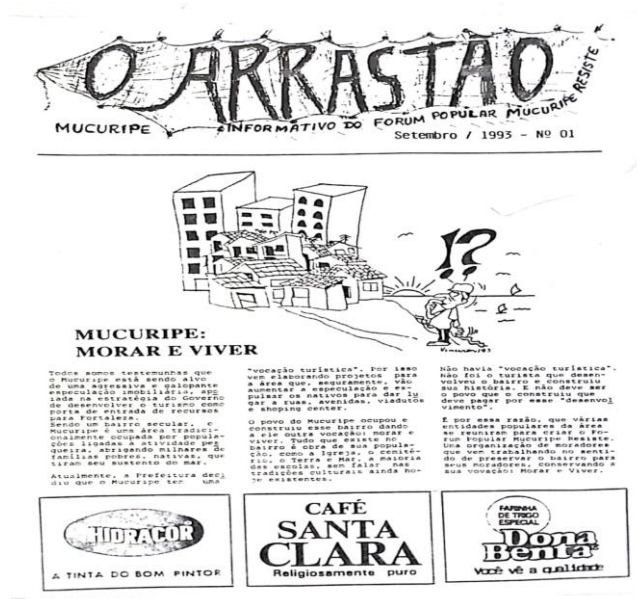 O ARRASTÃO
MUCURIPE INFORMATIVO DO FORUM POPULAR MUCURIPE RESISTE
Setembro / 1993 - Nº 01
!?
MUCURIPE:
MORAR E VIVER
Todos somos testemunhas que
o Mucuripe está sendo alvo
de uma agressiva e galopante
especulação imobiliária, apo
iada na estratégia do Governo
de desenvolver o turismo como
porta de entrada de recursos
para Fortaleza.
Sendo um bairro secular, o
Mucuripe é uma área tradici-
onalmente ocupada por popula-
ções ligadas a atividade pes
queira, abrigando milhares de
famílias pobres, nativas, que
tiram seu sustento do mar.
Atualmente, a Prefeitura deci
diu que o Mucuripe tem uma
"vocação turística". Por isso
vem elaborando projetos para
a área que, seguramente, vão
aumentar a especulação e ex-
pulsar os nativos para dar lu
gar a ruas, avenidas, viadutos
e shoping center.
O povo do Mucuripe ocupou e
construiu esse bairro dando
a ele outra vocação: morar e
viver. Tudo que existe no
bairro é obra de sua popula-
ção, como a Igreja, o cemité-
rio, o Terra e Mar, a maioria
das escolas, sem falar nas
tradições culturais ainda ho-
je existentes.
Não havia "vocação turística".
Não foi o turista que desen-
volveu o bairro e construiu
sua história. E não deve ser
o povo que o construiu que
deve pagar por esse "desenvol
vimento".
É por essa razão, que várias
entidades populares da área
se reuniram para criar o Fo-
rum Popular Mucuripe Resiste.
Uma organização de moradores
que vem trabalhando no senti-
do de preservar o bairro para
seus moradores, conservando a
sua vovação: Morar e Viver.
HIDRACOR
A TINTA DO BOM PINTOR
CAFÉ
SANTA
CLARA
Religiosamente puro
FARINHA
DE TRIGO
ESPECIAL
Dona
Benta
Você vê a qualidade